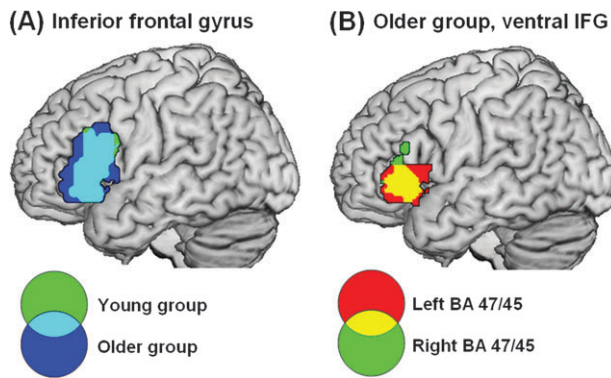 (A) Inferior frontal gyrus
(B) Older group, ventral IFG
Young group
Older group
Left BA 47/45
Right BA 47/45